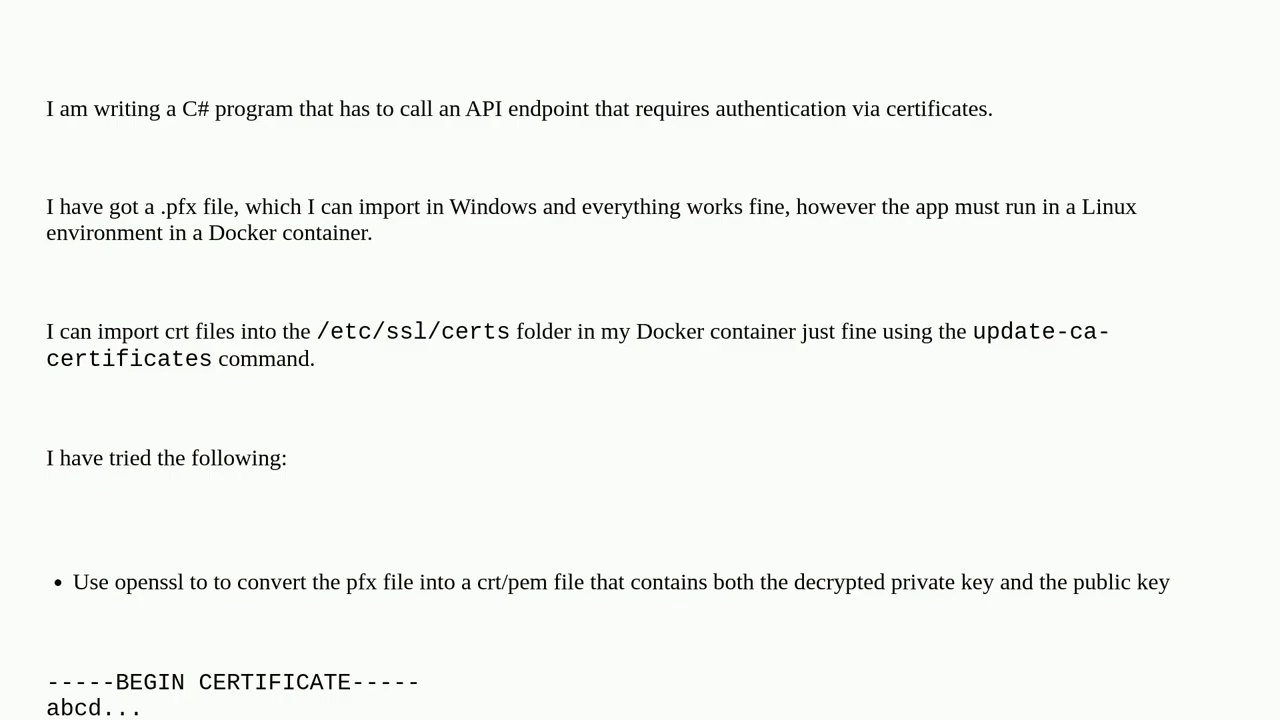 I am writing a C# program that has to call an API endpoint that requires authentication via certificates.
I have got a .pfx file, which I can import in Windows and everything works fine, however the app must run in a Linux
environment in a Docker container.
I can import crt files into the /etc/ssl/certs folder in my Docker container just fine using the update-ca-
certificates command.
I have tried the following:
• Use openssl to to convert the pfx file into a crt/pem file that contains both the decrypted private key and the public key
-----BEGIN CERTIFICATE-----
abcd...